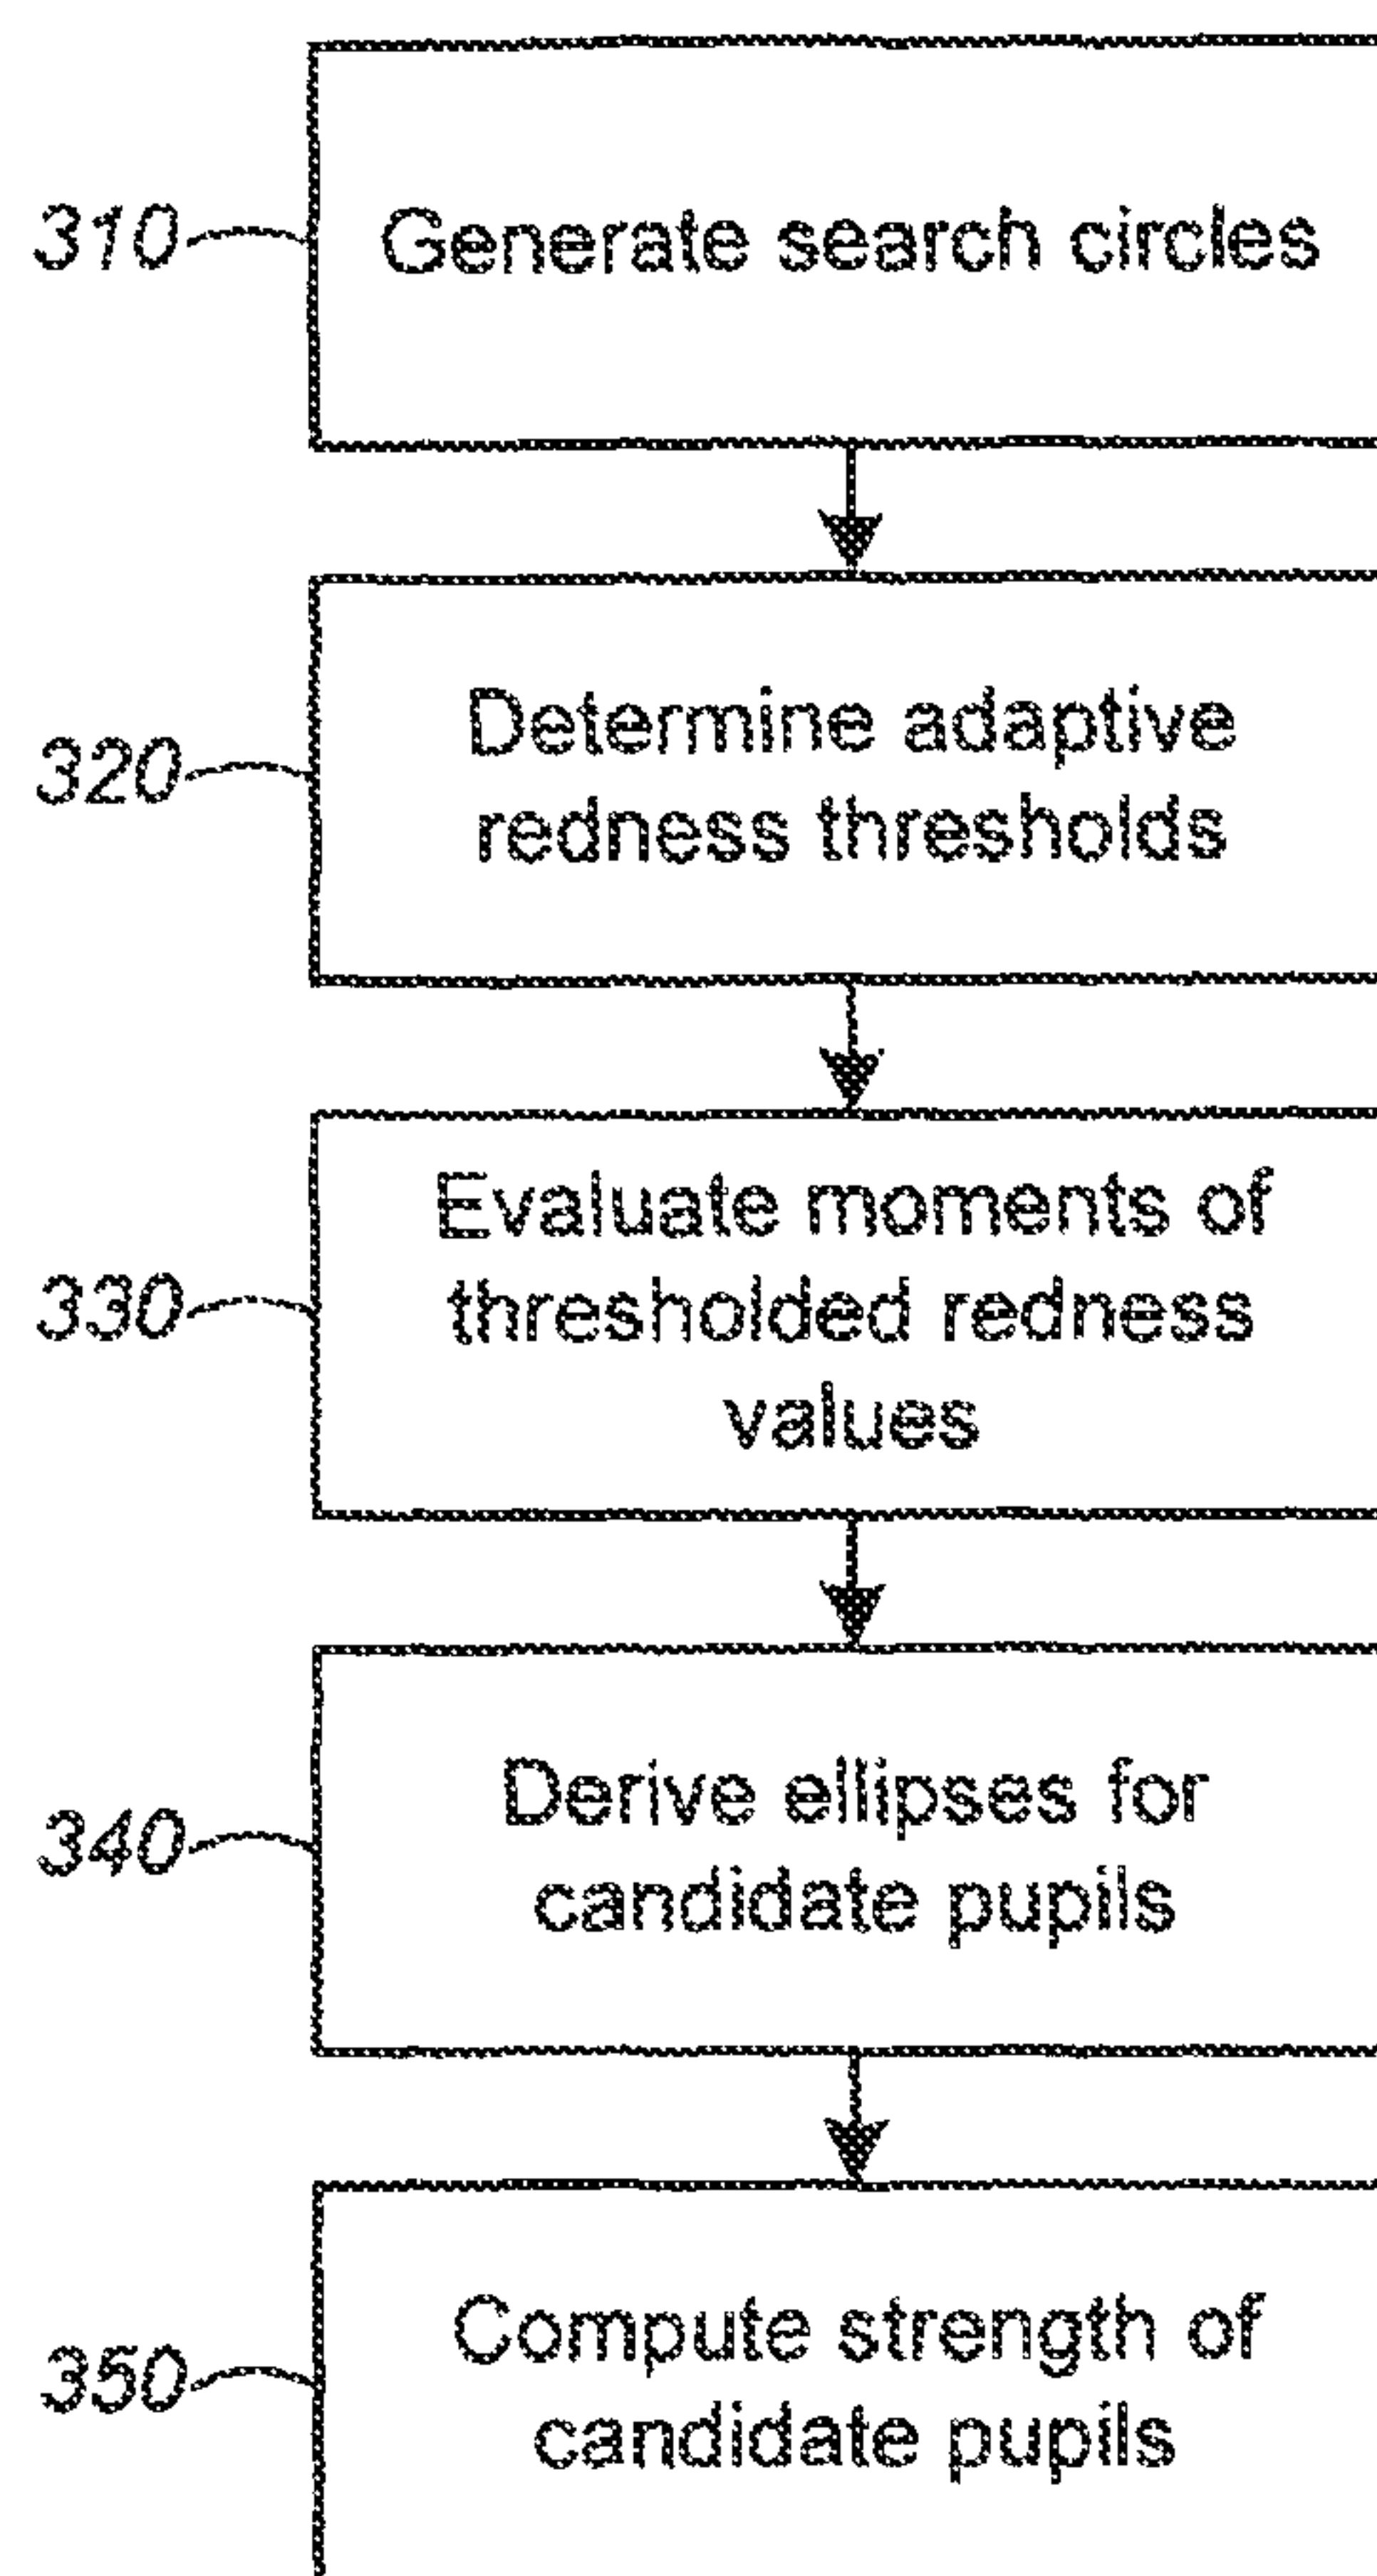 310
Generate search circles
320
Determine adaptive
redness thresholds
330
Evaluate moments of
thresholded redness
values
340
Derive ellipses for
candidate pupils
350
Compute strength of
candidate pupils